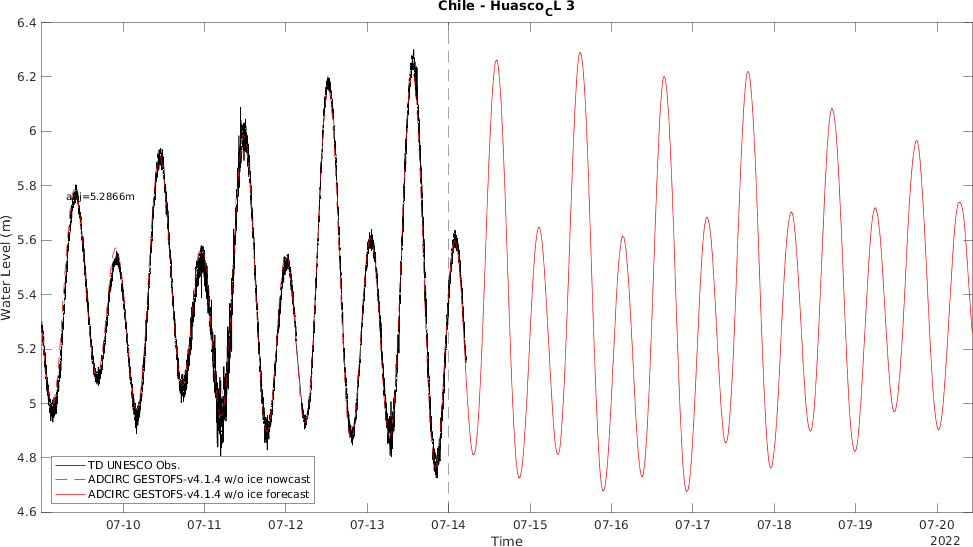 Chile - Huasco_CL 3
6.4
6.2
6
5.8
5.6
5.4
5.2
5
4.8
4.6
Water Level (m)
adj=5.2866m
TD UNESCO Obs.
ADCIRC GESTOFS-v4.1.4 w/o ice nowcast
ADCIRC GESTOFS-v4.1.4 w/o ice forecast
07-10 07-11 07-12 07-13 07-14 07-15 07-16 07-17 07-18 07-19 07-20
Time
2022